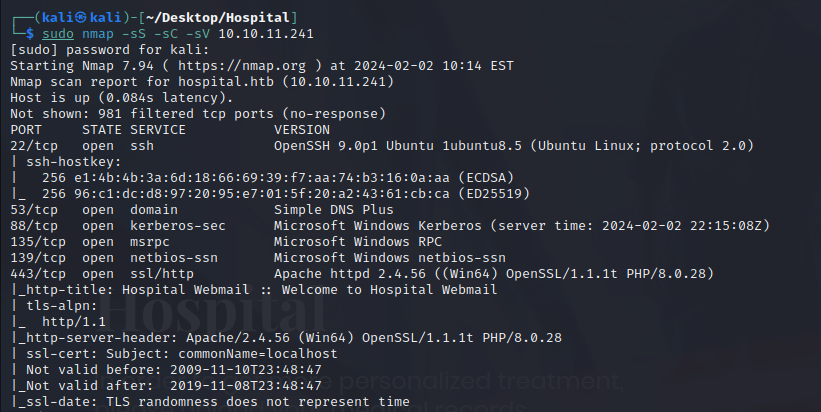 ┌──(kali㉿kali)-[~/Desktop/Hospital]
└─$ sudo nmap -sS -sC -sV 10.10.11.241
[sudo] password for kali:
Starting Nmap 7.94 ( https://nmap.org ) at 2024-02-02 10:14 EST
Nmap scan report for hospital.htb (10.10.11.241)
Host is up (0.084s latency).
Not shown: 981 filtered tcp ports (no-response)
PORT     STATE SERVICE           VERSION
22/tcp   open  ssh               OpenSSH 9.0p1 Ubuntu 1ubuntu8.5 (Ubuntu Linux; protocol 2.0)
| ssh-hostkey:
|   256 e1:4b:4b:3a:6d:18:66:69:39:f7:aa:74:b3:16:0a:aa (ECDSA)
|_  256 96:c1:dc:d8:97:20:95:e7:01:5f:20:a2:43:61:cb:ca (ED25519)
53/tcp   open  domain            Simple DNS Plus
88/tcp   open  kerberos-sec      Microsoft Windows Kerberos (server time: 2024-02-02 22:15:08Z)
135/tcp  open  msrpc             Microsoft Windows RPC
139/tcp  open  netbios-ssn       Microsoft Windows netbios-ssn
443/tcp  open  ssl/http          Apache httpd 2.4.56 ((Win64) OpenSSL/1.1.1t PHP/8.0.28)
|_http-title: Hospital Webmail :: Welcome to Hospital Webmail
| tls-alpn:
|_  http/1.1
|_http-server-header: Apache/2.4.56 (Win64) OpenSSL/1.1.1t PHP/8.0.28
| ssl-cert: Subject: commonName=localhost
| Not valid before: 2009-11-10T23:48:47
|_Not valid after:  2019-11-08T23:48:47
|_ssl-date: TLS randomness does not represent time
Hospital
personalized treatment,
records